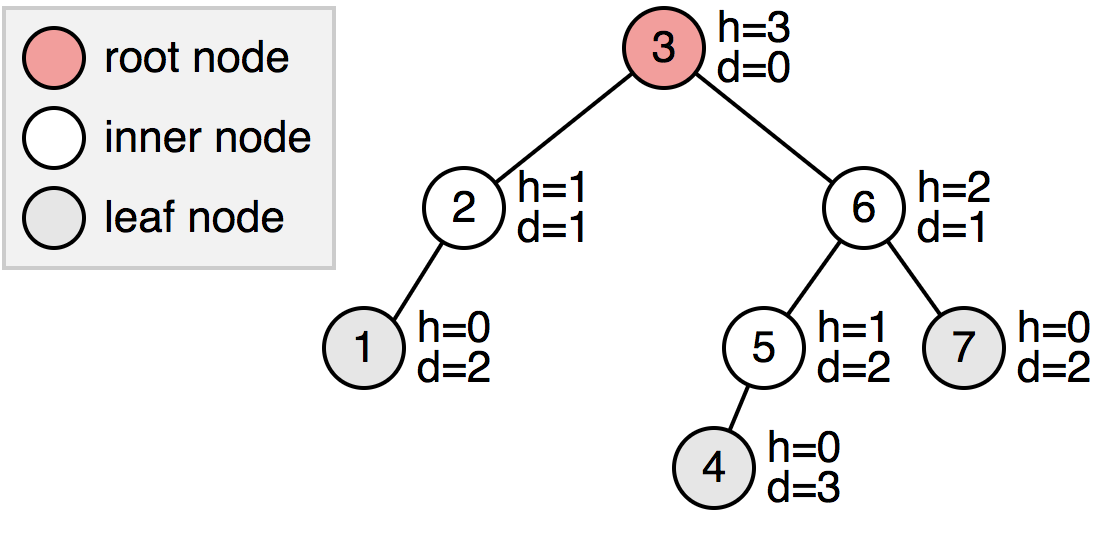 root node
inner node
leaf node
3
h=3
d=0
2
h=1
d=1
6
h=2
d=1
1
h=0
d=2
5
h=1
d=2
7
h=0
d=2
4
h=0
d=3